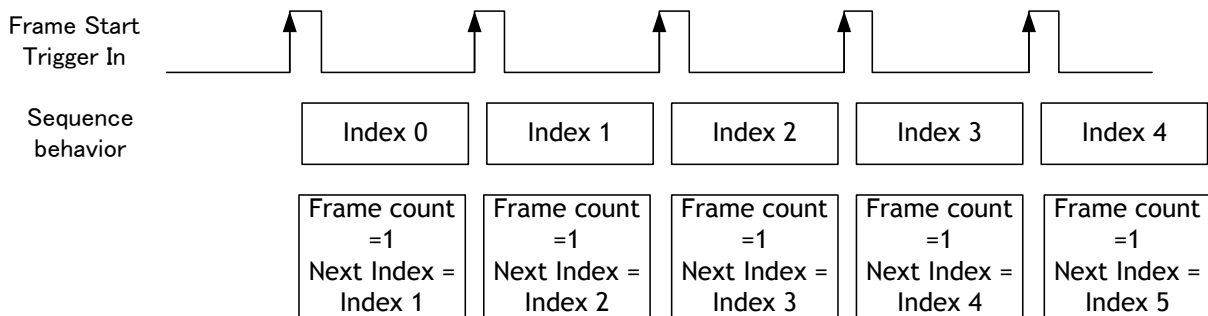 Frame Start
Trigger In
Sequence
behavior
Index 0
Index 1
Index 2
Index 3
Index 4
Frame count
=1
Next Index =
Index 1
Frame count
=1
Next Index =
Index 2
Frame count
=1
Next Index =
Index 3
Frame count
=1
Next Index =
Index 4
Frame count
=1
Next Index =
Index 5